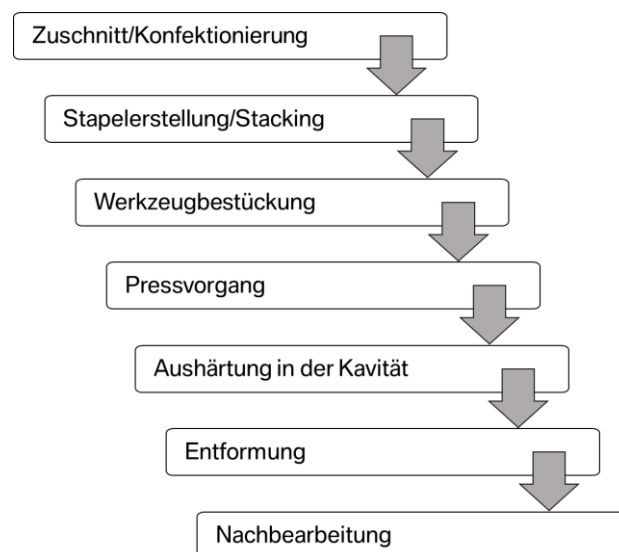 Zuschnitt/Konfektionierung
Stapelerstellung/Stacking
Werkzeugbestückung
Pressvorgang
Aushärtung in der Kavität
Entformung
Nachbearbeitung